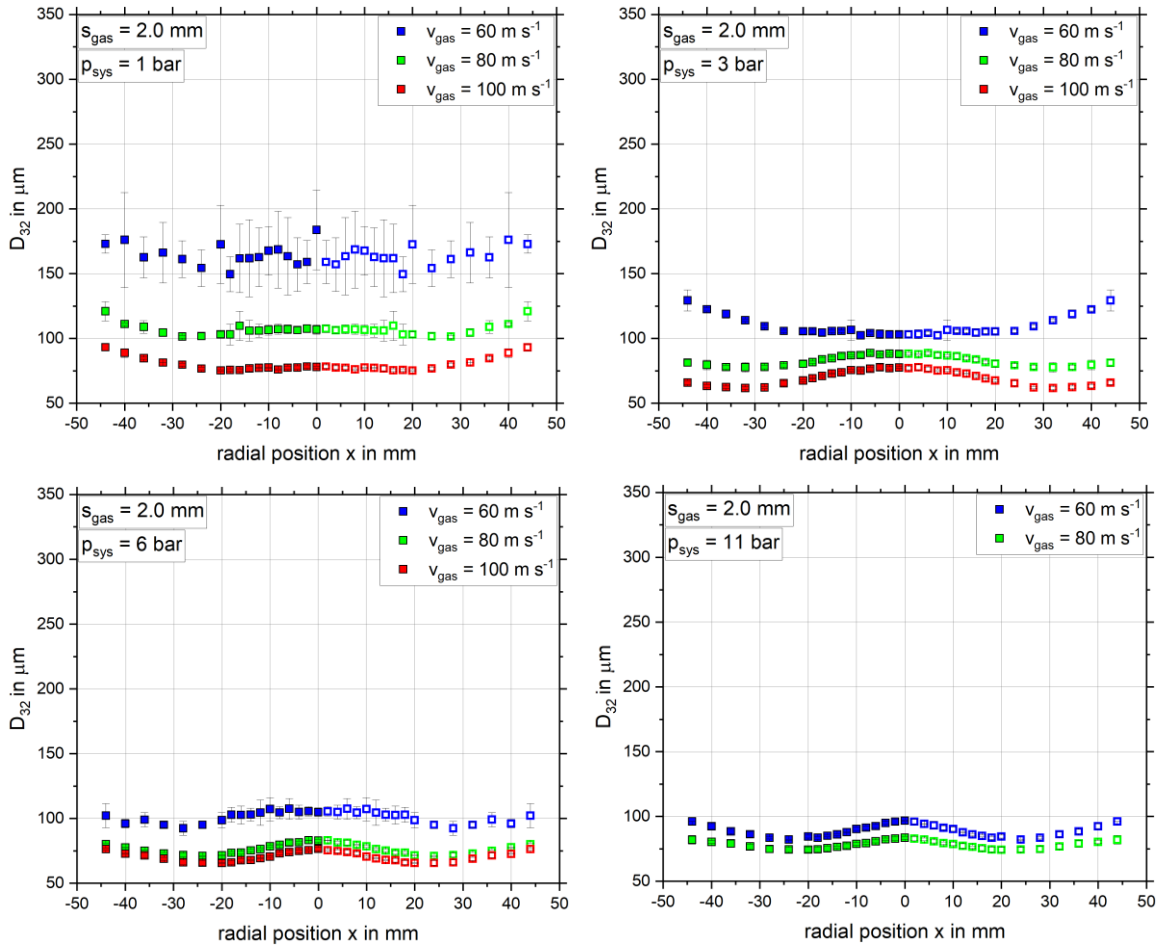 s_gas = 2.0 mm
p_sys = 1 bar
v_gas = 60 m s⁻¹
v_gas = 80 m s⁻¹
v_gas = 100 m s⁻¹
350
300
250
200
150
100
50
D₃₂ in μm
-50 -40 -30 -20 -10 0 10 20 30 40 50
radial position x in mm
s_gas = 2.0 mm
p_sys = 3 bar
v_gas = 60 m s⁻¹
v_gas = 80 m s⁻¹
v_gas = 100 m s⁻¹
350
300
250
200
150
100
50
D₃₂ in μm
-50 -40 -30 -20 -10 0 10 20 30 40 50
radial position x in mm
s_gas = 2.0 mm
p_sys = 6 bar
v_gas = 60 m s⁻¹
v_gas = 80 m s⁻¹
v_gas = 100 m s⁻¹
350
300
250
200
150
100
50
D₃₂ in μm
-50 -40 -30 -20 -10 0 10 20 30 40 50
radial position x in mm
s_gas = 2.0 mm
p_sys = 11 bar
v_gas = 60 m s⁻¹
v_gas = 80 m s⁻¹
350
300
250
200
150
100
50
D₃₂ in μm
-50 -40 -30 -20 -10 0 10 20 30 40 50
radial position x in mm